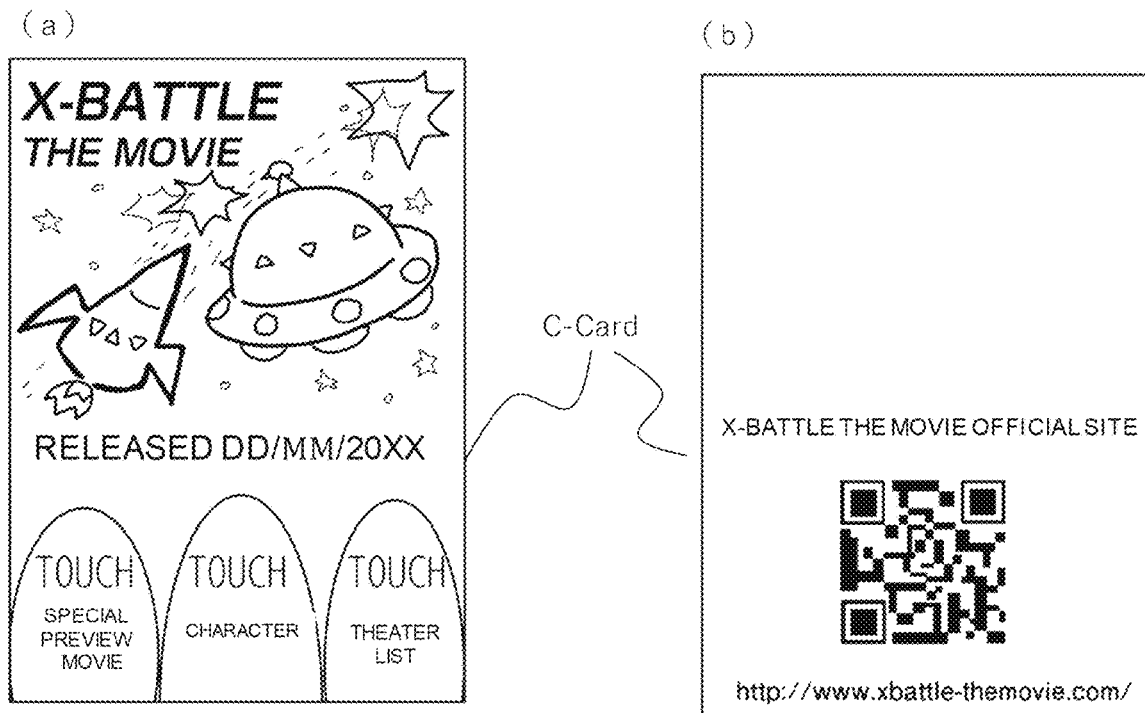 (a)
X-BATTLE
THE MOVIE
RELEASED DD/MM/20XX
TOUCH
SPECIAL
PREVIEW
MOVIE
TOUCH
CHARACTER
TOUCH
THEATER
LIST
C-Card
(b)
X-BATTLE THE MOVIE OFFICIAL SITE
http://www.xbattle-themovie.com/